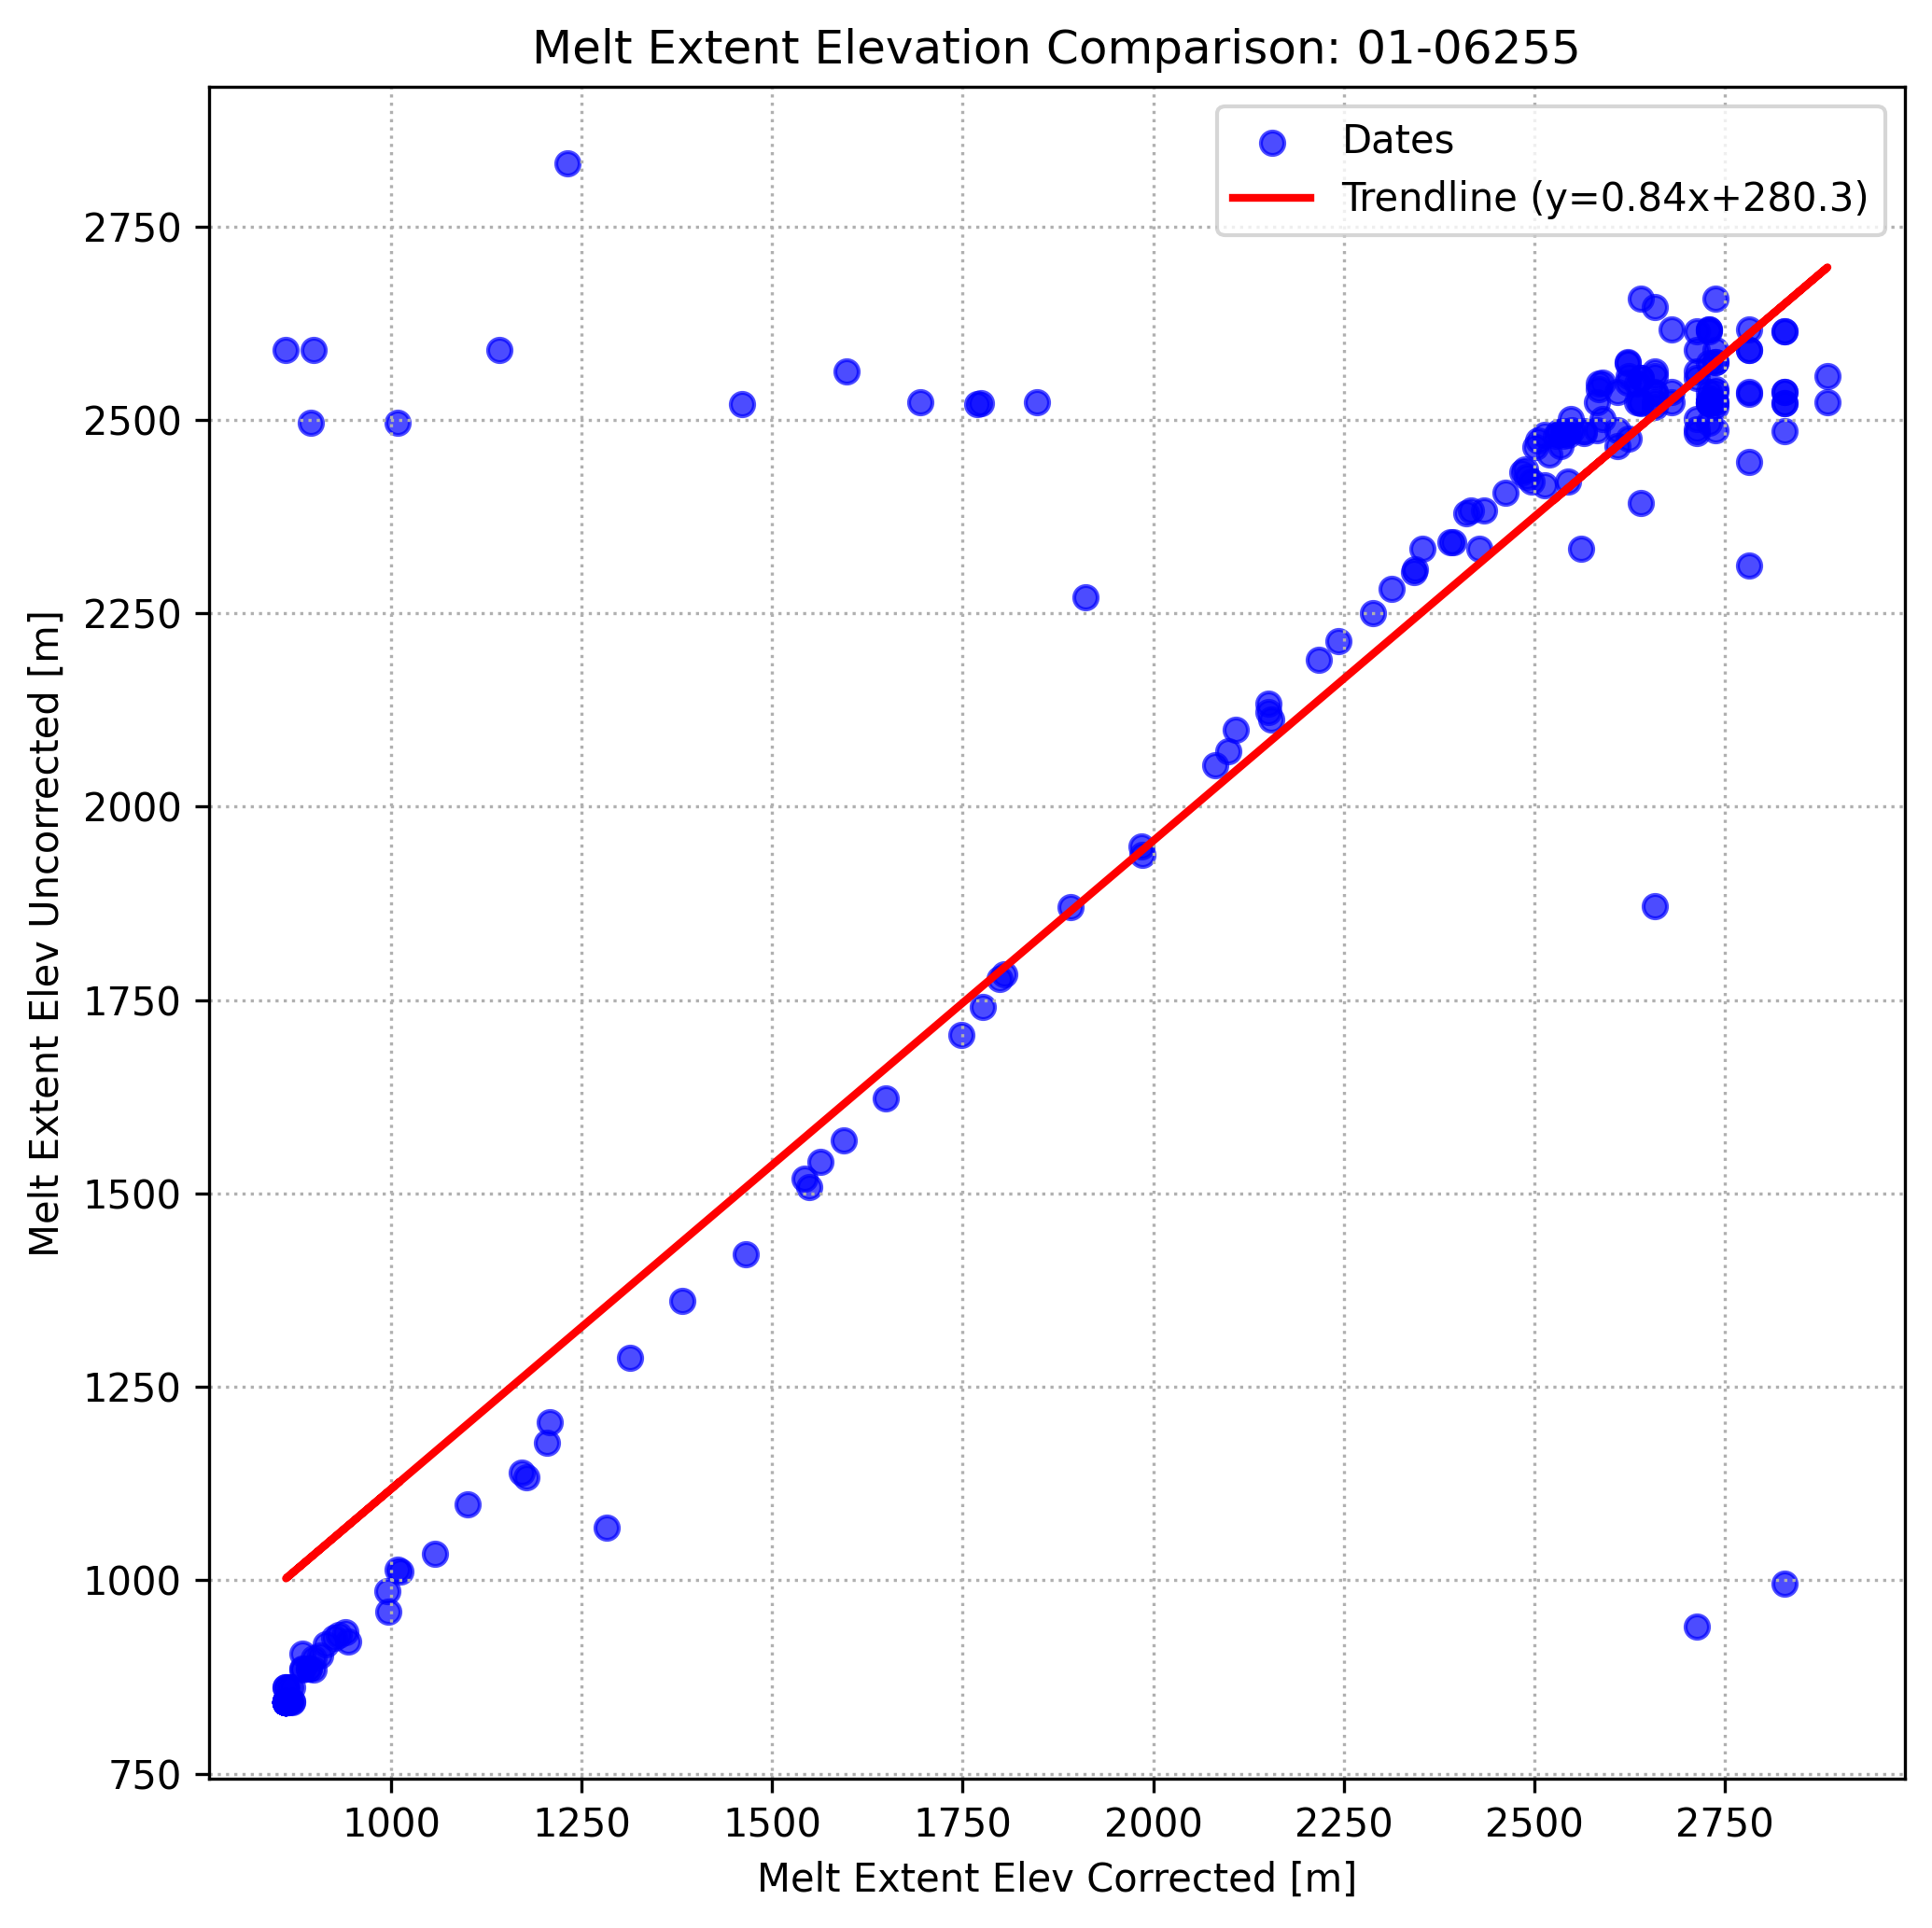 Melt Extent Elevation Comparison: 01-06255
Dates
Trendline (y=0.84x+280.3)
2750
2500
2250
2000
1750
1500
1250
1000
750
Melt Extent Elev Uncorrected [m]
1000 1250 1500 1750 2000 2250 2500 2750
Melt Extent Elev Corrected [m]